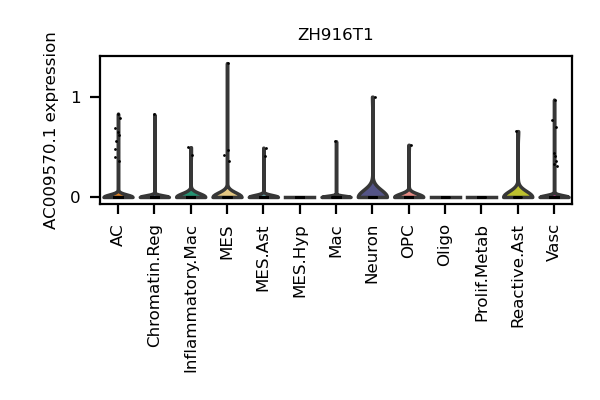 ZH916T1
AC009570.1 expression
1
0
AC
Chromatin.Reg
Inflammatory.Mac
MES
MES.Ast
MES.Hyp
Mac
Neuron
OPC
Oligo
Prolif.Metab
Reactive.Ast
Vasc